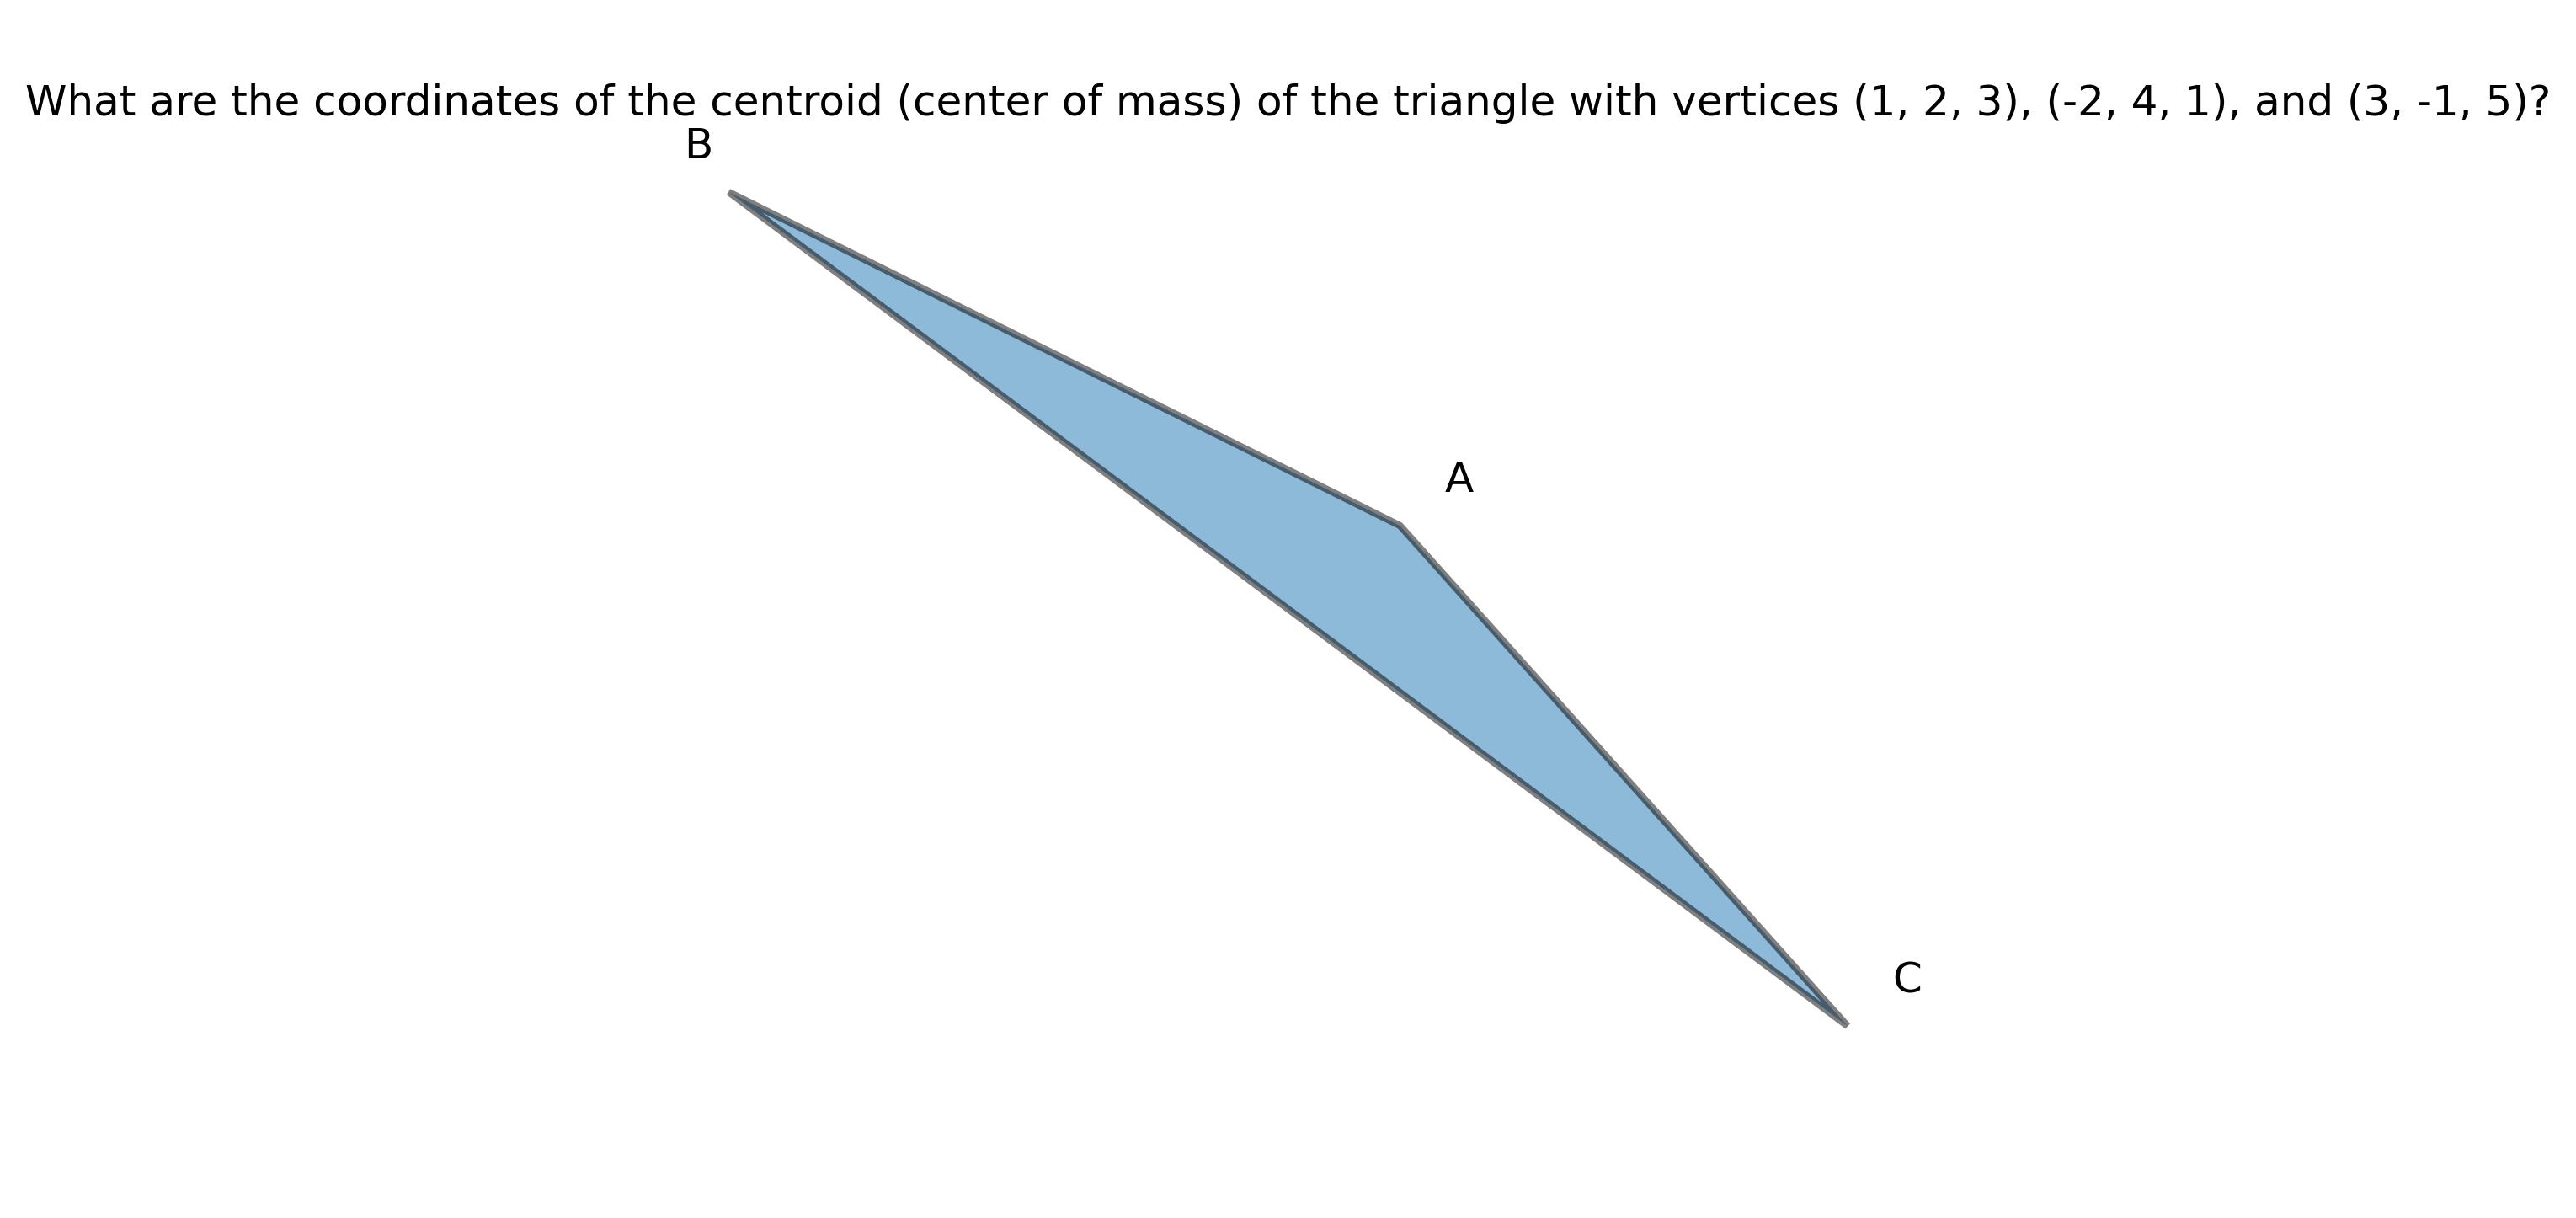 What are the coordinates of the centroid (center of mass) of the triangle with vertices (1, 2, 3), (-2, 4, 1), and (3, -1, 5)?
B
A
C